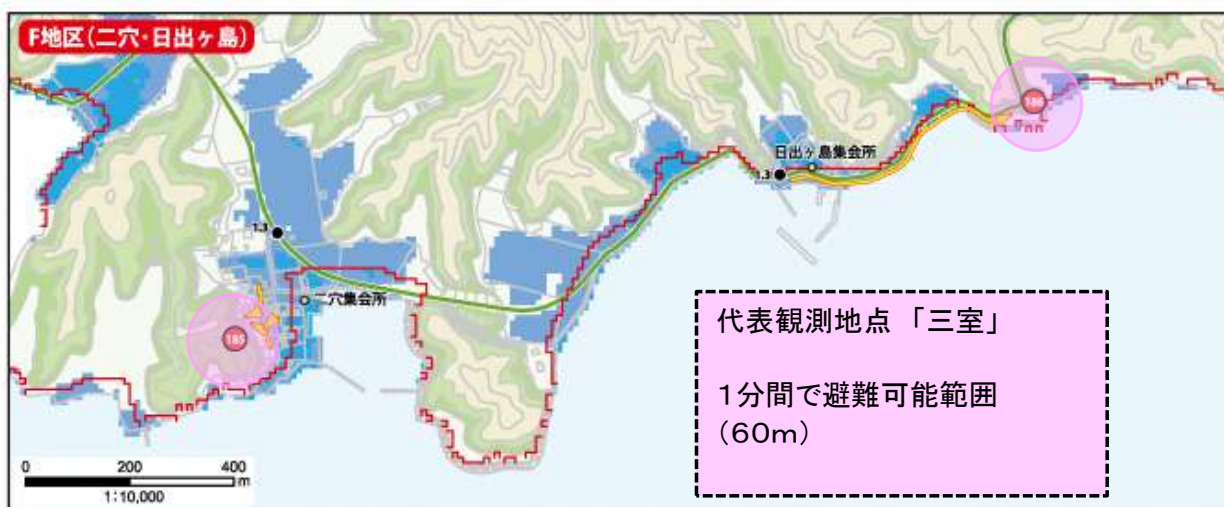 F地区(二穴・日出ヶ島)
186
日出ヶ島集会所
1.3
1.3
二穴集会所
185
代表観測地点 「三室」
1分間で避難可能範囲
(60m)
0 200 400
m
1:10,000